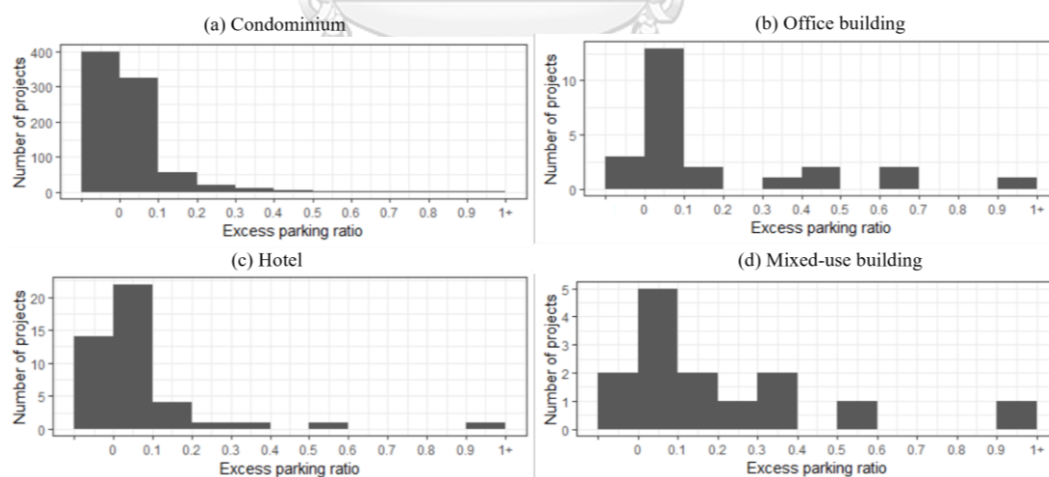 (a) Condominium
Number of projects
400
300
200
100
0
0 0.1 0.2 0.3 0.4 0.5 0.6 0.7 0.8 0.9 1+
Excess parking ratio
(b) Office building
Number of projects
10
5
0
0 0.1 0.2 0.3 0.4 0.5 0.6 0.7 0.8 0.9 1+
Excess parking ratio
(c) Hotel
Number of projects
20
15
10
5
0
0 0.1 0.2 0.3 0.4 0.5 0.6 0.7 0.8 0.9 1+
Excess parking ratio
(d) Mixed-use building
Number of projects
5
4
3
2
1
0
0 0.1 0.2 0.3 0.4 0.5 0.6 0.7 0.8 0.9 1+
Excess parking ratio